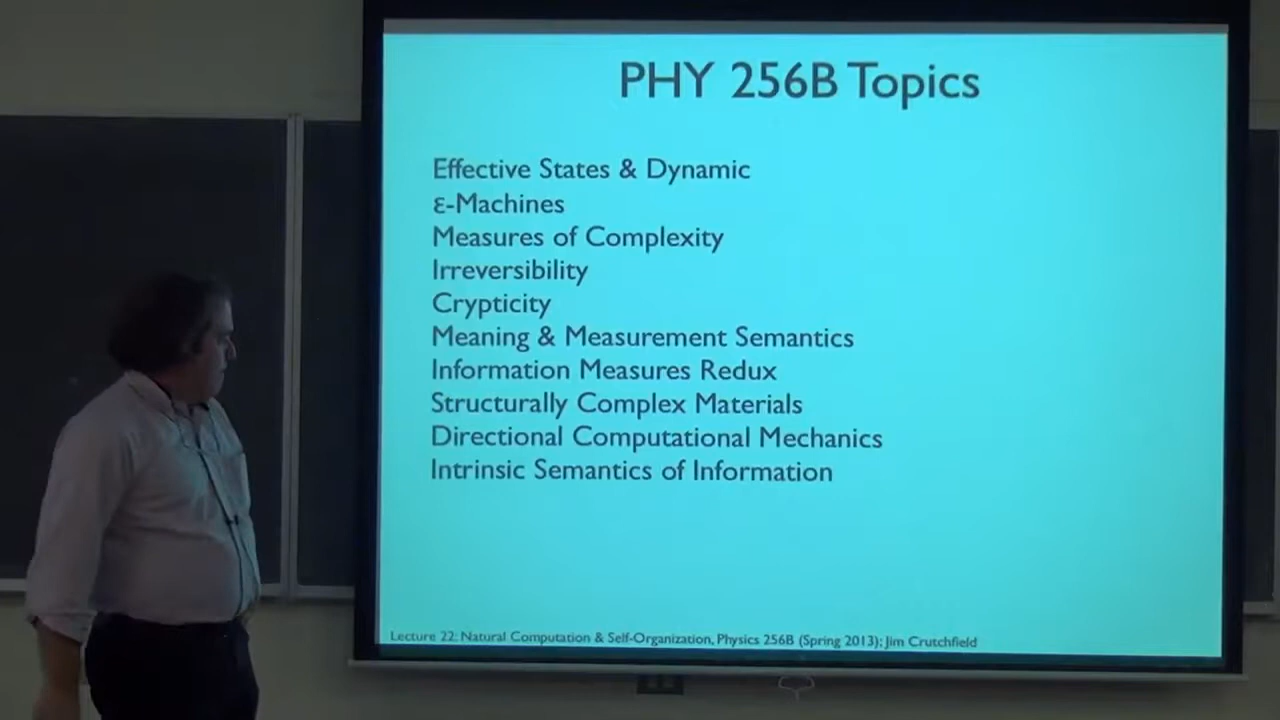 PHY 256B Topics
Effective States & Dynamic
ε-Machines
Measures of Complexity
Irreversibility
Crypticity
Meaning & Measurement Semantics
Information Measures Redux
Structurally Complex Materials
Directional Computational Mechanics
Intrinsic Semantics of Information
Lecture 22: Natural Computation & Self-Organization, Physics 256B (Spring 2013); Jim Crutchfield